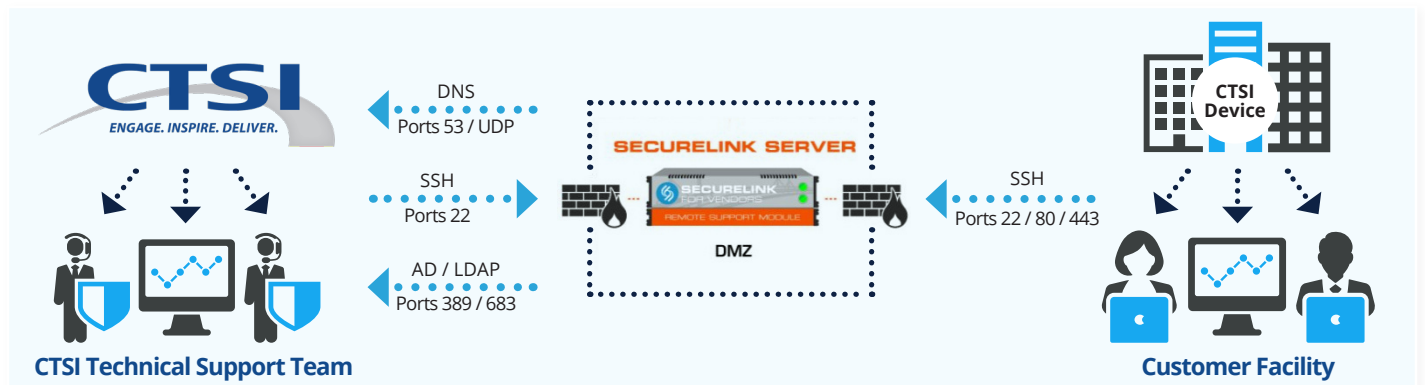 CTSI
ENGAGE. INSPIRE. DELIVER.
DNS
Ports 53 / UDP
SSH
Ports 22
AD / LDAP
Ports 389 / 683
CTSI Technical Support Team
SECURELINK SERVER
SECURELINK
FOR VENDORS
REMOTE SUPPORT MODULE
DMZ
SSH
Ports 22 / 80 / 443
CTSI
Device
Customer Facility